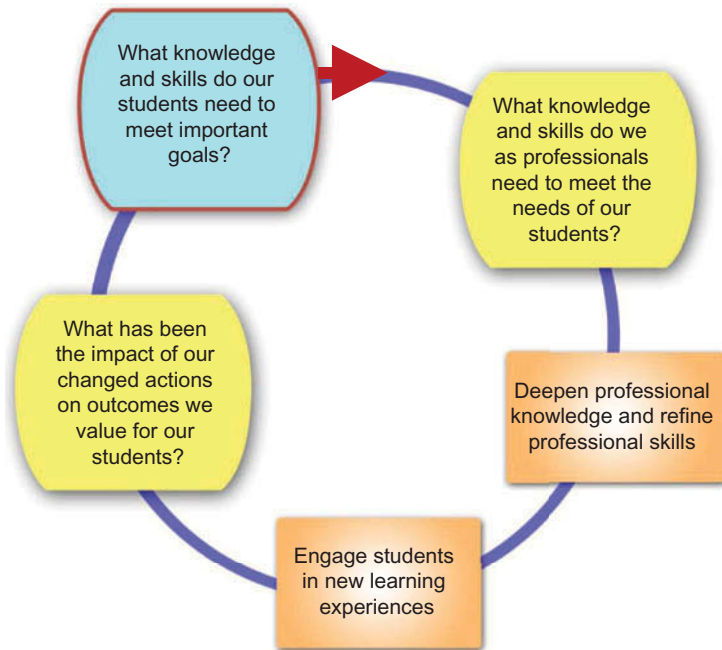 What knowledge
and skills do our
students need to
meet important
goals?
What knowledge
and skills do we
as professionals
need to meet the
needs of our
students?
Deepen professional
knowledge and refine
professional skills
Engage students
in new learning
experiences
What has been
the impact of our
changed actions
on outcomes we
value for our
students?